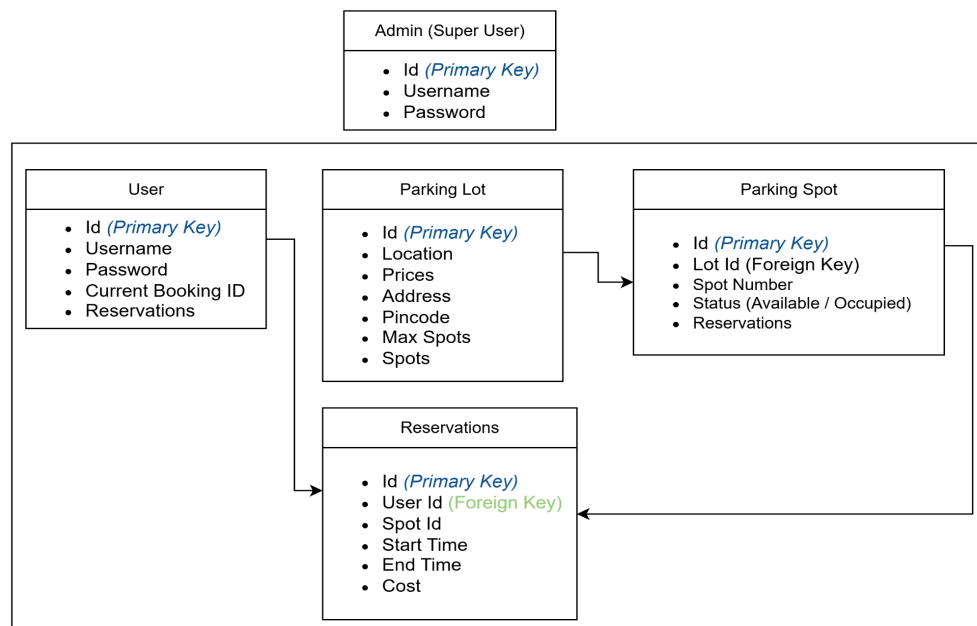 Admin (Super User)
Id (Primary Key)
Username
Password
User
Id (Primary Key)
Username
Password
Current Booking ID
Reservations
Parking Lot
Id (Primary Key)
Location
Prices
Address
Pincode
Max Spots
Spots
Parking Spot
Id (Primary Key)
Lot Id (Foreign Key)
Spot Number
Status (Available / Occupied)
Reservations
Reservations
Id (Primary Key)
User Id (Foreign Key)
Spot Id
Start Time
End Time
Cost